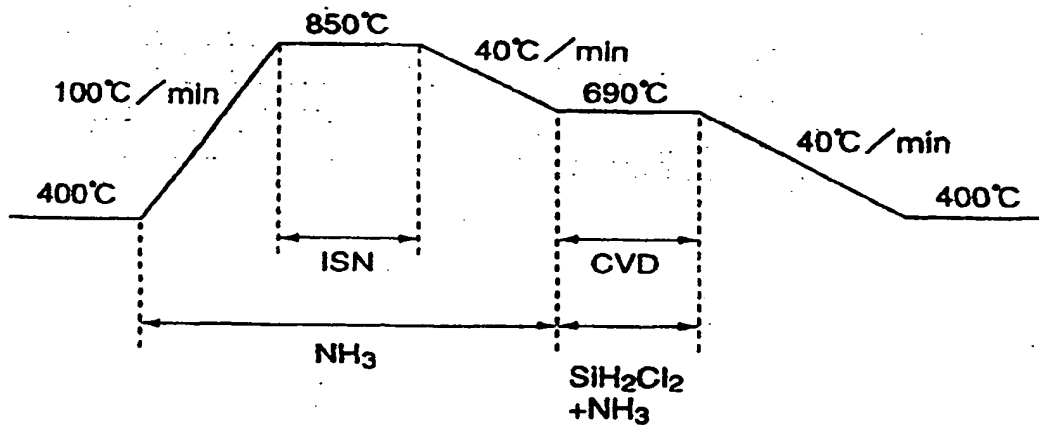 850℃
40℃/min
100℃/min
690℃
40℃/min
400℃
400℃
ISN
CVD
NH₃
SiH₂Cl₂
+NH₃